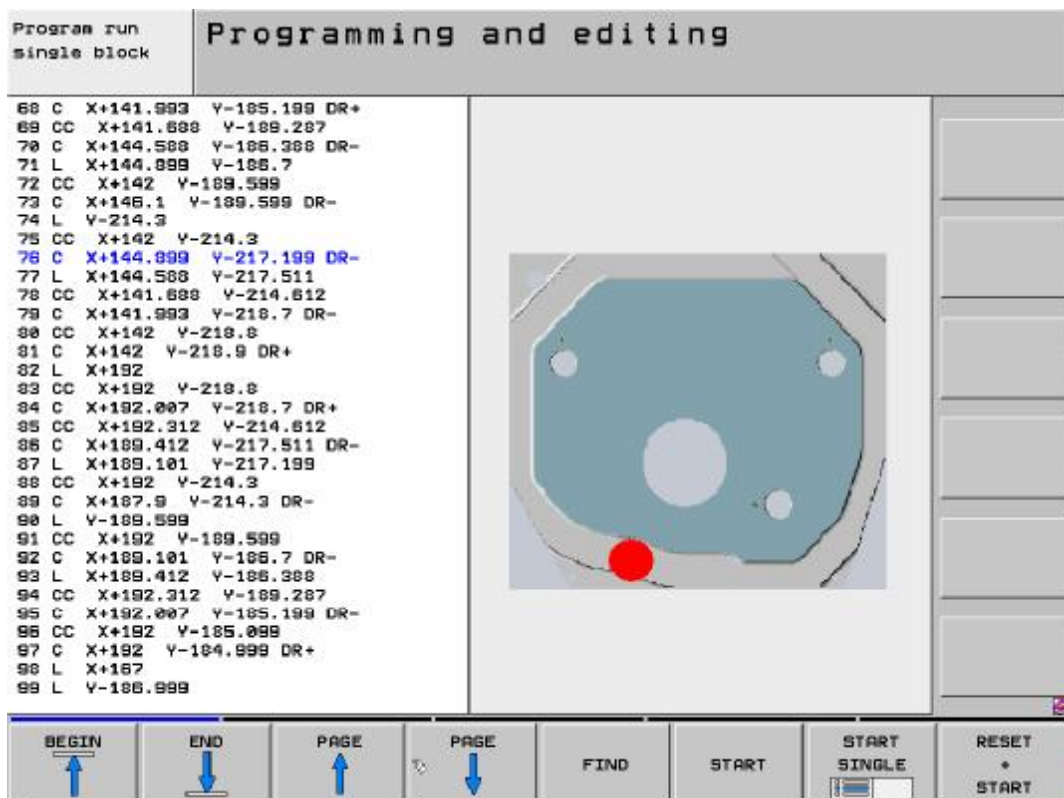 Program run
single block
Programming and editing
68 C X+141.993 Y-185.199 DR+
69 CC X+141.688 Y-189.287
70 C X+144.588 Y-186.388 DR-
71 L X+144.899 Y-186.7
72 CC X+142 Y-189.599
73 C X+146.1 Y-189.599 DR-
74 L Y-214.3
75 CC X+142 Y-214.3
76 C X+144.899 Y-217.199 DR-
77 L X+144.588 Y-217.511
78 CC X+141.688 Y-214.612
79 C X+141.993 Y-218.7 DR-
80 CC X+142 Y-218.8
81 C X+142 Y-218.9 DR+
82 L X+192
83 CC X+192 Y-218.8
84 C X+192.007 Y-218.7 DR+
85 CC X+192.312 Y-214.612
86 C X+189.412 Y-217.511 DR-
87 L X+189.101 Y-217.199
88 CC X+192 Y-214.3
89 C X+187.9 Y-214.3 DR-
90 L Y-189.599
91 CC X+192 Y-189.599
92 C X+189.101 Y-186.7 DR-
93 L X+189.412 Y-186.388
94 CC X+192.312 Y-189.287
95 C X+192.007 Y-185.199 DR-
96 CC X+192 Y-185.099
97 C X+192 Y-184.999 DR+
98 L X+167
99 L Y-186.999
BEGIN
END
PAGE
PAGE
FIND
START
START
SINGLE
RESET
+
START